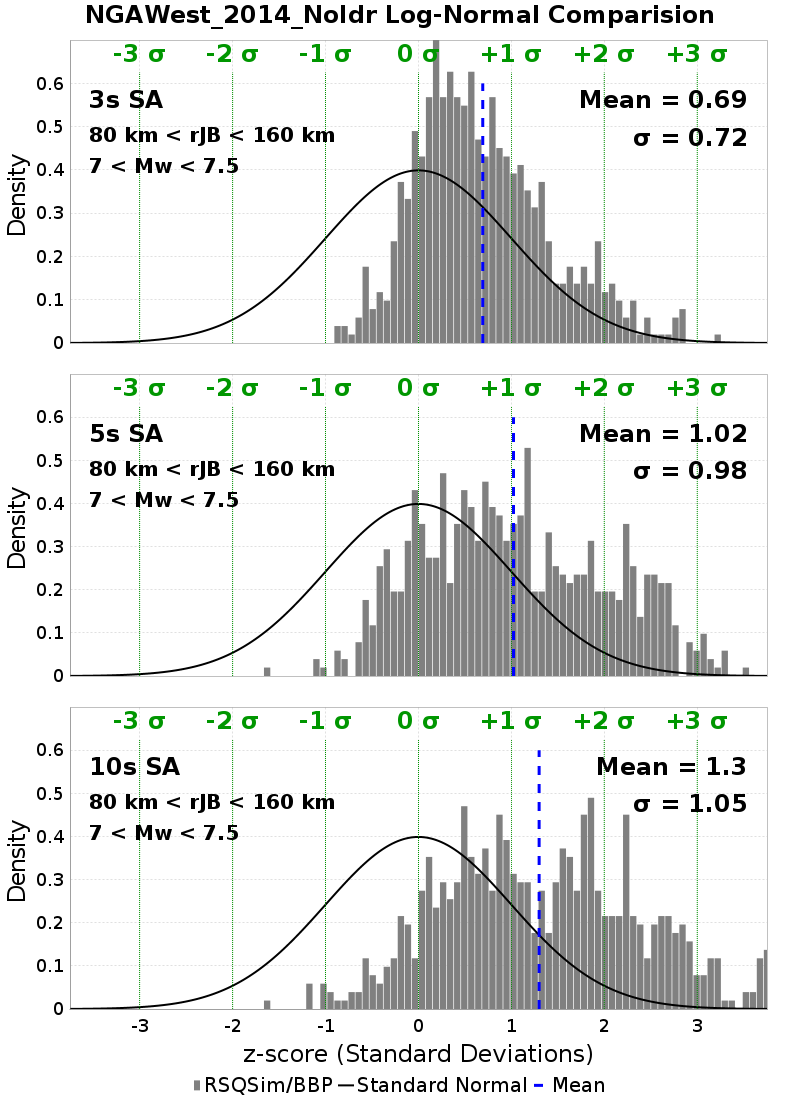 NGAWest_2014_NoIdr Log-Normal Comparision
-3 σ -2 σ -1 σ 0 σ +1 σ +2 σ +3 σ
3s SA Mean = 0.69
80 km < rJB < 160 km σ = 0.72
7 < Mw < 7.5
0.6
0.5
0.4
0.3
0.2
0.1
0
Density
-3 σ -2 σ -1 σ 0 σ +1 σ +2 σ +3 σ
5s SA Mean = 1.02
80 km < rJB < 160 km σ = 0.98
7 < Mw < 7.5
0.6
0.5
0.4
0.3
0.2
0.1
0
Density
-3 σ -2 σ -1 σ 0 σ +1 σ +2 σ +3 σ
10s SA Mean = 1.3
80 km < rJB < 160 km σ = 1.05
7 < Mw < 7.5
0.6
0.5
0.4
0.3
0.2
0.1
0
Density
-3 -2 -1 0 1 2 3
z-score (Standard Deviations)
RSQSim/BBP Standard Normal Mean